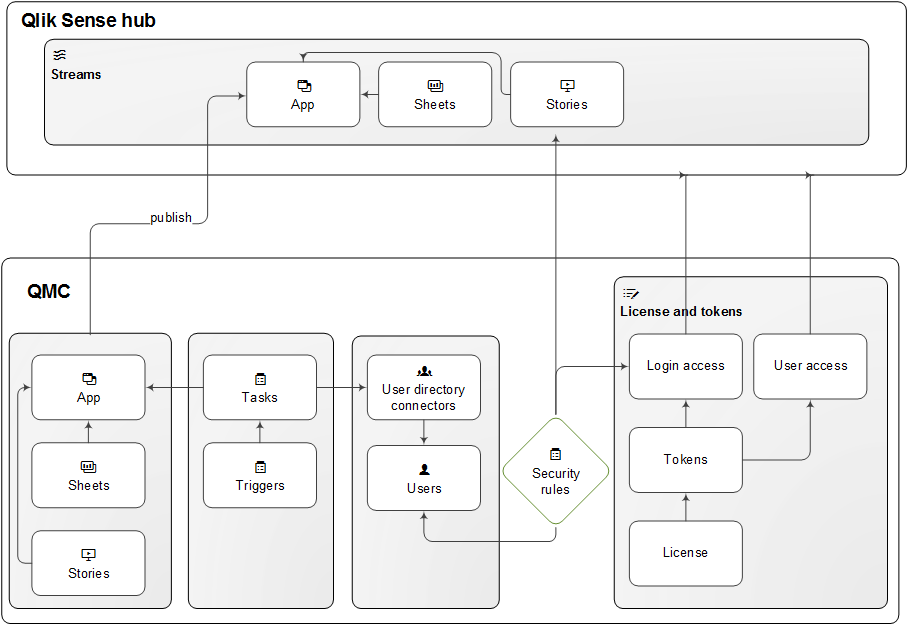 Qlik Sense hub
Streams
App
Sheets
Stories
publish
QMC
App
Sheets
Stories
Tasks
Triggers
User directory
connectors
Users
Security
rules
License and tokens
Login access
User access
Tokens
License